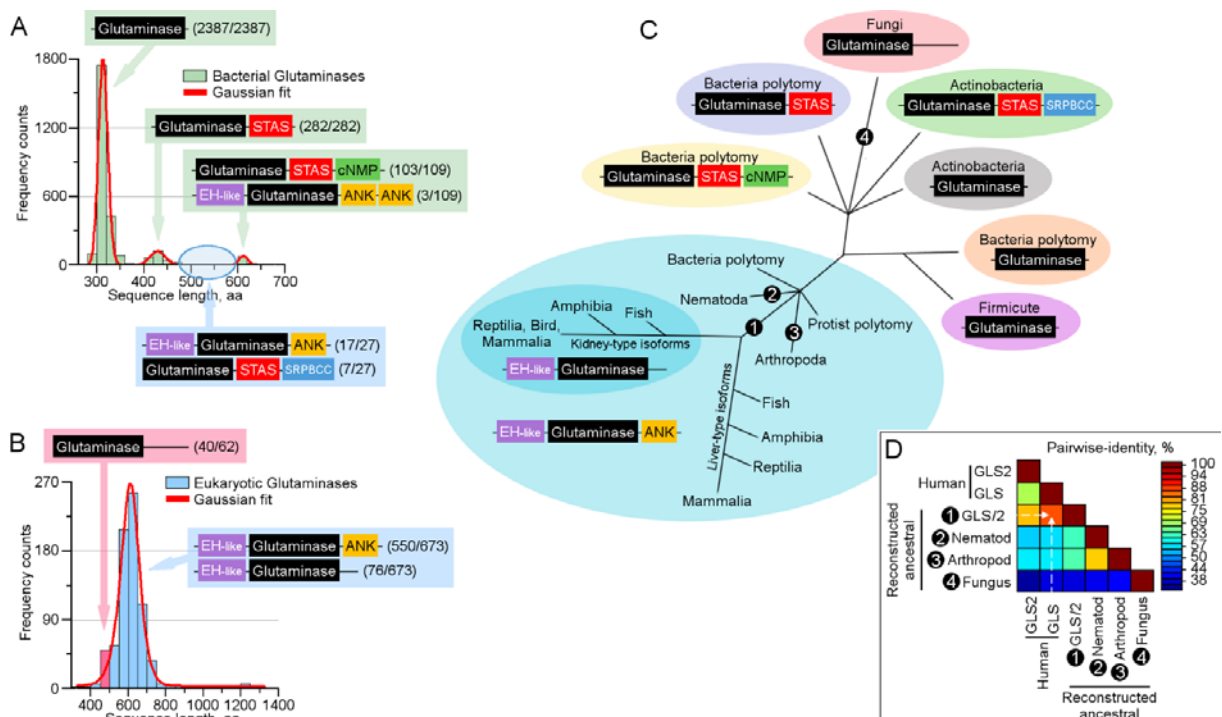 A
Glutaminase (2387/2387)
1800
1200
600
0
Frequency counts
Bacterial Glutaminases
Gaussian fit
Glutaminase STAS (282/282)
Glutaminase STAS cNMP (103/109)
EH-like Glutaminase ANK ANK (3/109)
300 400 500 600 700
Sequence length, aa
EH-like Glutaminase ANK (17/27)
Glutaminase STAS SRPBCC (7/27)
B
Glutaminase (40/62)
270
180
90
0
Frequency counts
Eukaryotic Glutaminases
Gaussian fit
EH-like Glutaminase ANK (550/673)
EH-like Glutaminase (76/673)
400 600 800 1000 1200 1400
Sequence length, aa
C
Fungi
Glutaminase
Bacteria polytomy
Glutaminase STAS
Actinobacteria
Glutaminase STAS SRPBCC
4
Bacteria polytomy
Glutaminase STAS cNMP
Actinobacteria
Glutaminase
Bacteria polytomy
Glutaminase
Firmicute
Glutaminase
Bacteria polytomy
Nematoda
2
Protist polytomy
1
3
Arthropoda
Amphibia
Fish
Reptilia, Bird,
Mammalia
Kidney-type isoforms
EH-like Glutaminase
EH-like Glutaminase ANK
Liver-type isoforms
Fish
Amphibia
Reptilia
Mammalia
D
Pairwise-identity, %
Human
GLS2
GLS
Reconstructed
ancestral
1 GLS/2
2 Nematod
3 Arthropod
4 Fungus
100
94
88
81
75
69
63
57
50
44
38
GLS2
GLS
GLS/2
Nematod
Arthropod
Fungus
Human
1
2
3
4
Reconstructed
ancestral